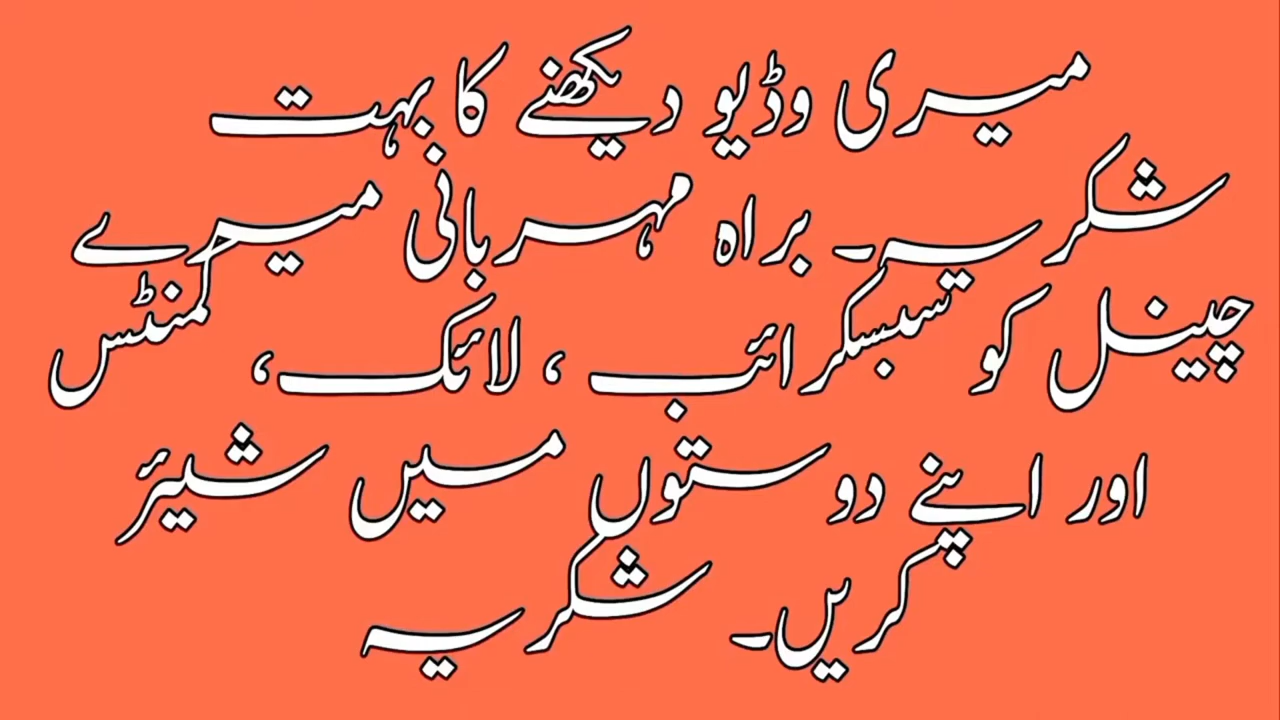 میری وڈیو دیکھنے کا بہت
شکریہ۔ براہ مہربانی میرے
چینل کو سبسکرائب ، لائک، کمنٹس
اور اپنے دوستوں میں شیئر
کریں۔ شکریہ